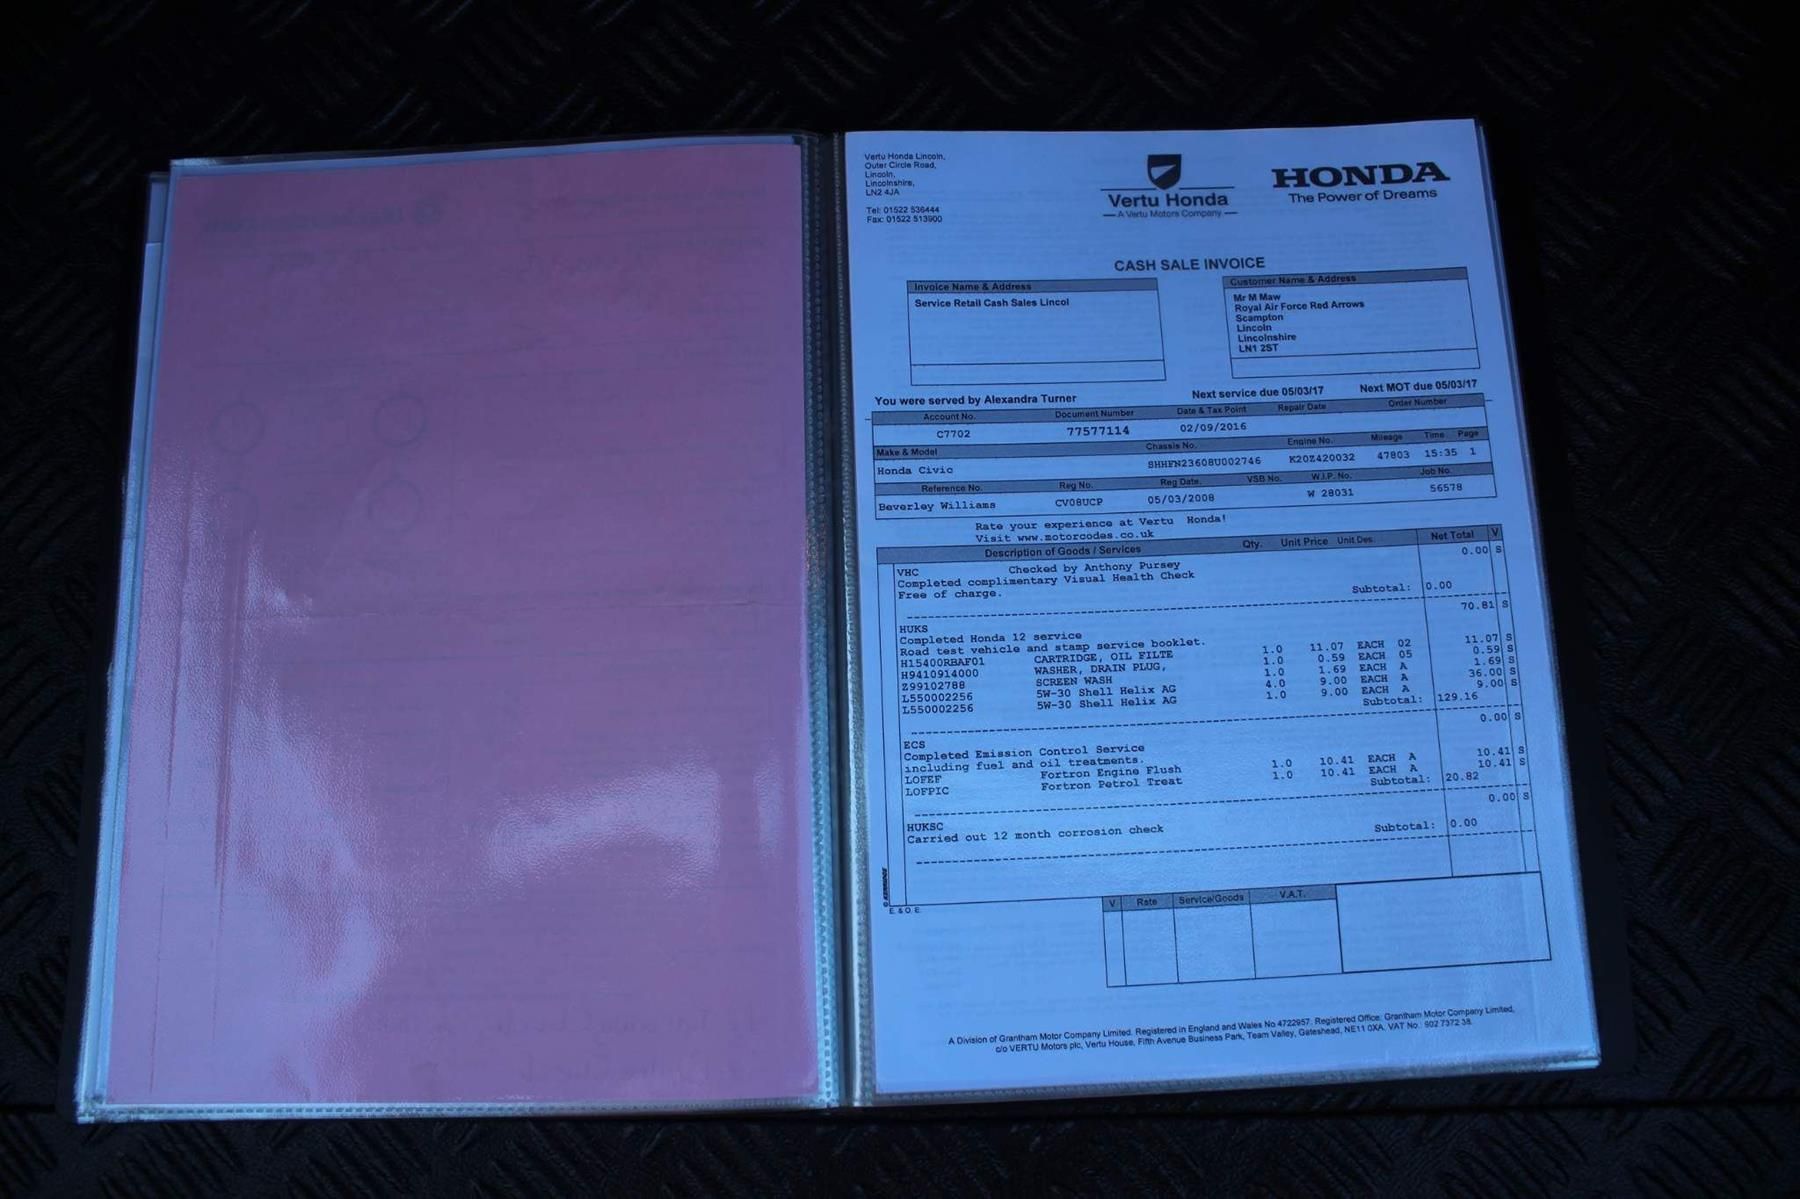 Vertu Honda Lincoln,
Outer Circle Road,
Lincoln,
Lincolnshire,
LN2 4JA
Tel: 01522 536444
Fax: 01522 513900
Vertu Honda
A Vertu Motors Company
HONDA
The Power of Dreams
CASH SALE INVOICE
Invoice Name & Address
Service Retail Cash Sales Lincol
Customer Name & Address
Mr M Maw
Royal Air Force Red Arrows
Scampton
Lincoln
Lincolnshire
LN1 2ST
You were served by Alexandra Turner Next service due 05/03/17 Next MOT due 05/03/17
Account No. Document Number Date & Tax Point Repair Date Order Number
C7702 77577114 02/09/2016
Make & Model Chassis No. Engine No. Mileage Time Page
Honda Civic SHHFN23608U002746 K20Z420032 47803 15:35 1
Reference No. Reg No. Reg Date. VSB No. W.I.P. No. Job No.
Beverley Williams CV08UCP 05/03/2008 W 28031 56578
Rate your experience at Vertu Honda!
Visit www.motorcodes.co.uk
Description of Goods / Services Qty. Unit Price Unit Des. Net Total V
VHC Checked by Anthony Pursey 0.00 S
Completed complimentary Visual Health Check
Free of charge. Subtotal: 0.00
HUKS 70.81 S
Completed Honda 12 service
Road test vehicle and stamp service booklet.
H15400RBAF01 CARTRIDGE, OIL FILTE 1.0 11.07 EACH 02 11.07 S
H9410914000 WASHER, DRAIN PLUG, 1.0 0.59 EACH 05 0.59 S
Z99102788 SCREEN WASH 1.0 1.69 EACH A 1.69 S
L550002256 5W-30 Shell Helix AG 4.0 9.00 EACH A 36.00 S
L550002256 5W-30 Shell Helix AG 1.0 9.00 EACH A 9.00 S
Subtotal: 129.16
ECS 0.00 S
Completed Emission Control Service
including fuel and oil treatments.
LOFEF Fortron Engine Flush 1.0 10.41 EACH A 10.41 S
LOFPIC Fortron Petrol Treat 1.0 10.41 EACH A 10.41 S
Subtotal: 20.82
HUKSC 0.00 S
Carried out 12 month corrosion check Subtotal: 0.00
E. & O. E.
V Rate Service/Goods V.A.T.
A Division of Grantham Motor Company Limited. Registered in England and Wales No 4722957. Registered Office: Grantham Motor Company Limited,
c/o VERTU Motors plc, Vertu House, Fifth Avenue Business Park, Team Valley, Gateshead, NE11 0XA. VAT No. 902 7372 38.